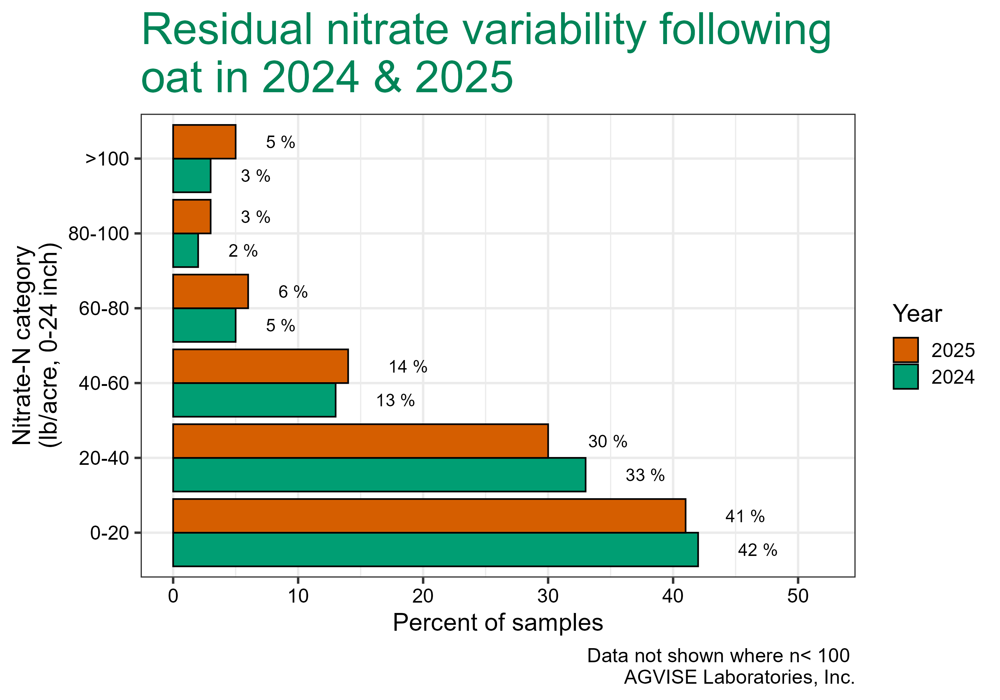 Residual nitrate variability following
oat in 2024 & 2025
Nitrate-N category
(lb/acre, 0-24 inch)
>100
5 %
3 %
80-100
3 %
2 %
60-80
6 %
5 %
40-60
14 %
13 %
20-40
30 %
33 %
0-20
41 %
42 %
0 10 20 30 40 50
Percent of samples
Year
2025
2024
Data not shown where n< 100
AGVISE Laboratories, Inc.